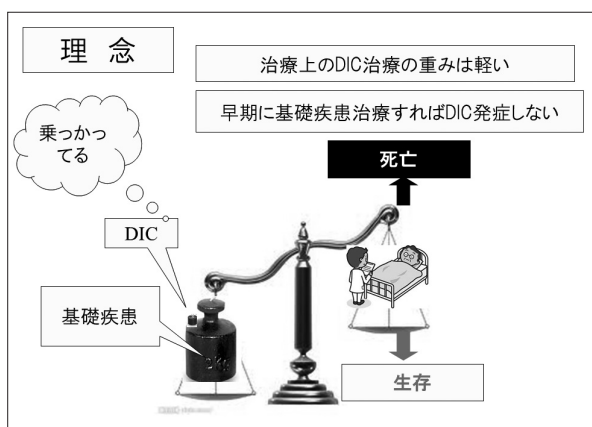 理 念
治療上のDIC治療の重みは軽い
早期に基礎疾患治療すればDIC発症しない
乗っかっ
てる
死亡
DIC
基礎疾患
生存